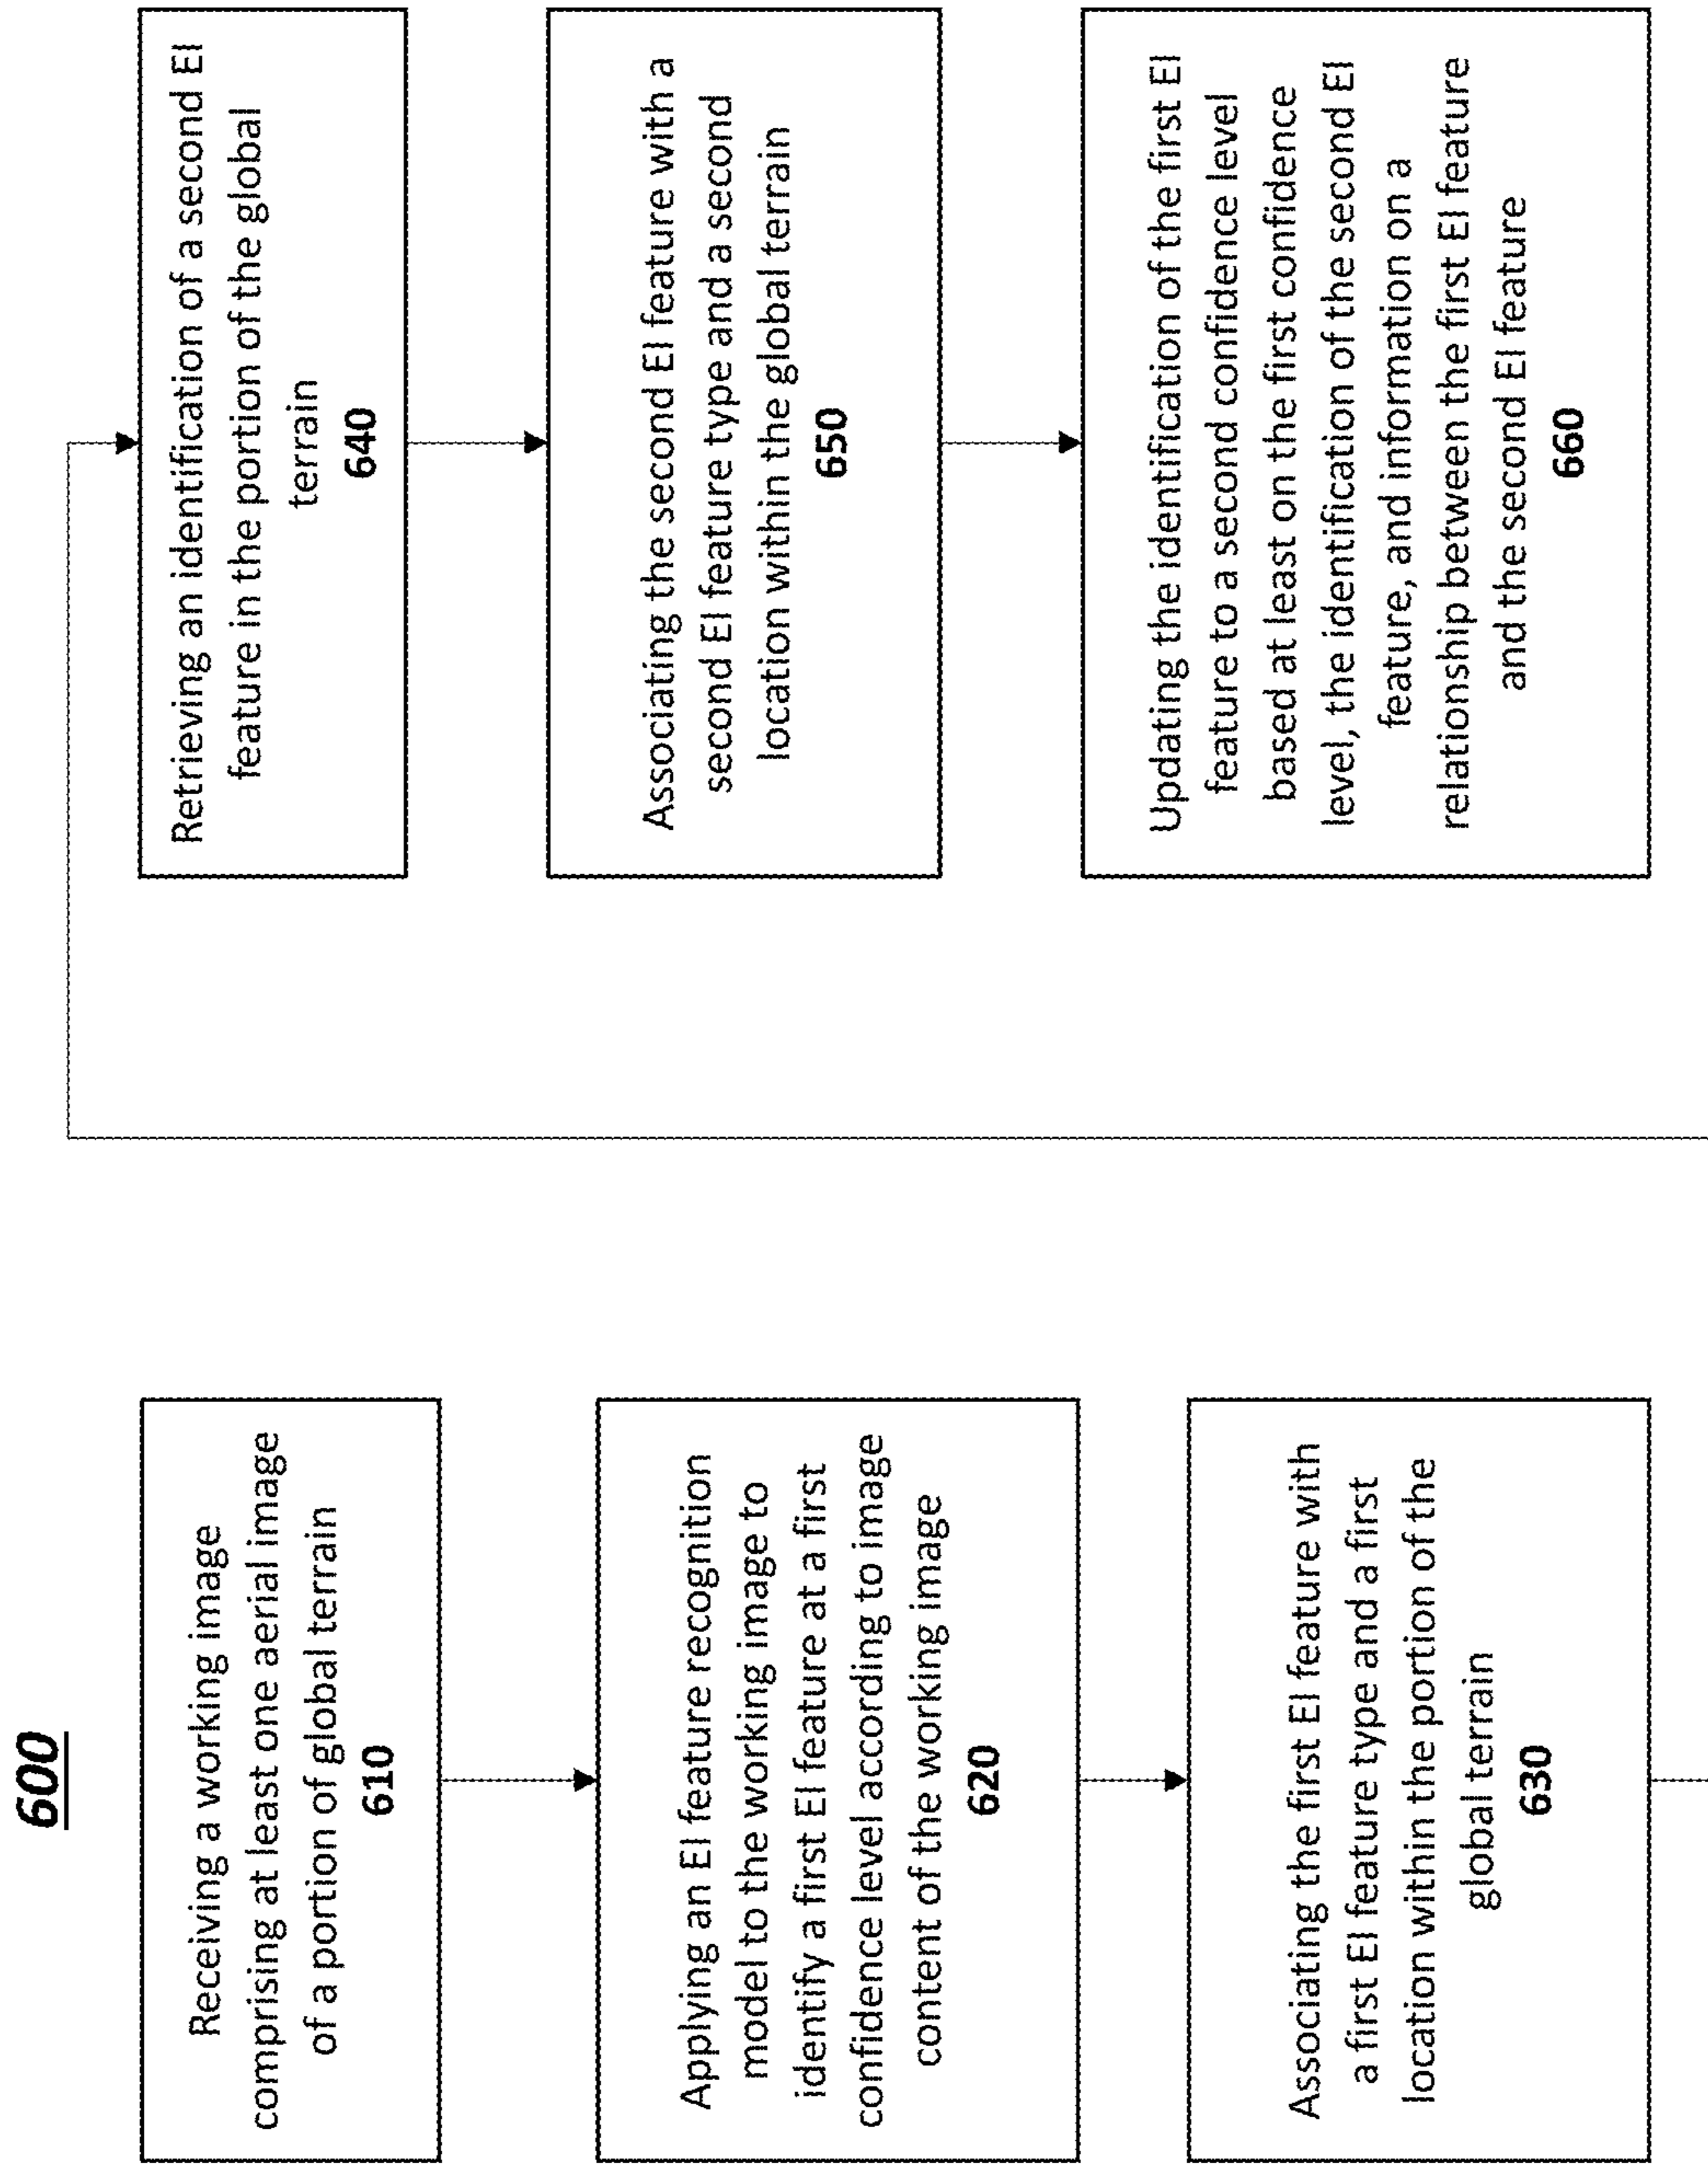 600
Receiving a working image
comprising at least one aerial image
of a portion of global terrain
610
Applying an EI feature recognition
model to the working image to
identify a first EI feature at a first
confidence level according to image
content of the working image
620
Associating the first EI feature with
a first EI feature type and a first
location within the portion of the
global terrain
630
Retrieving an identification of a second EI
feature in the portion of the global
terrain
640
Associating the second EI feature with a
second EI feature type and a second
location within the global terrain
650
Updating the identification of the first EI
feature to a second confidence level
based at least on the first confidence
level, the identification of the second EI
feature, and information on a
relationship between the first EI feature
and the second EI feature
660